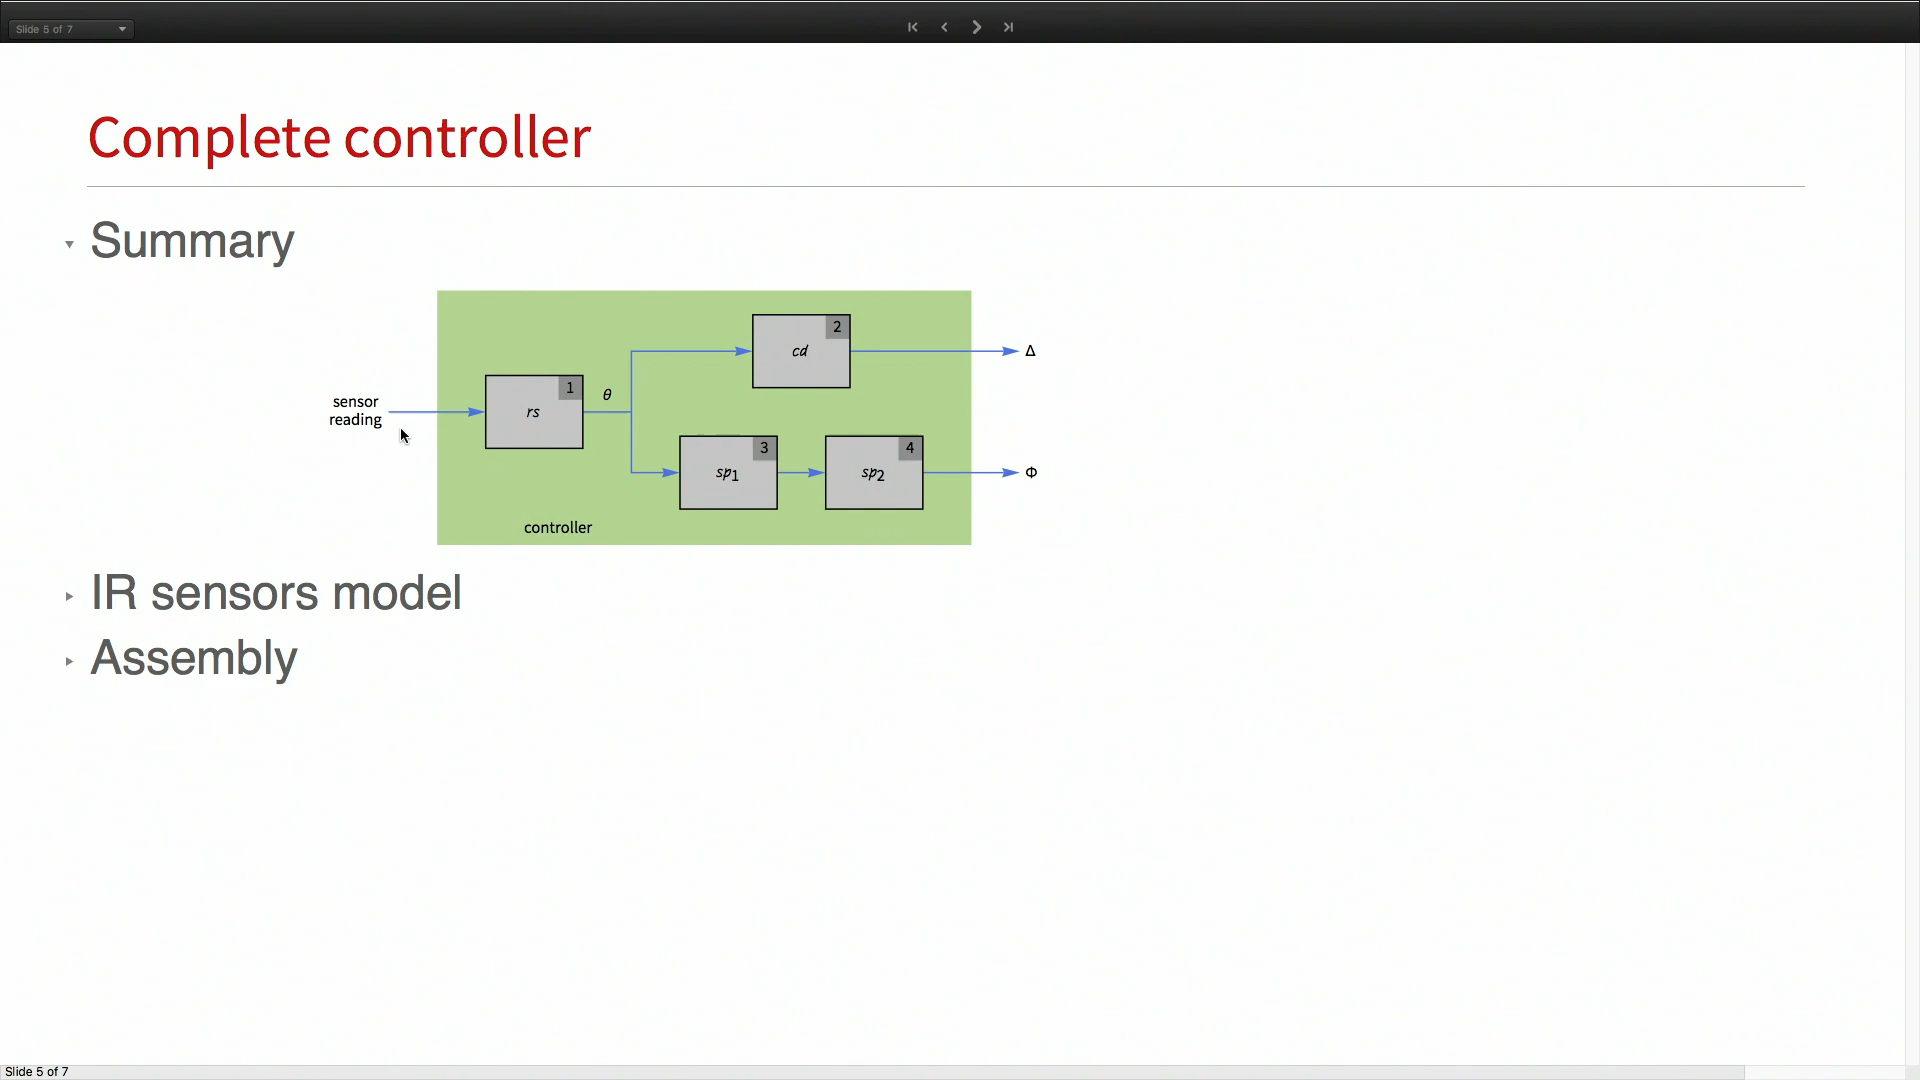 Slide 5 of 7
Complete controller
Summary
2
cd
Δ
1
θ
sensor
reading
rs
3
4
sp1
sp2
Φ
controller
IR sensors model
Assembly
Slide 5 of 7